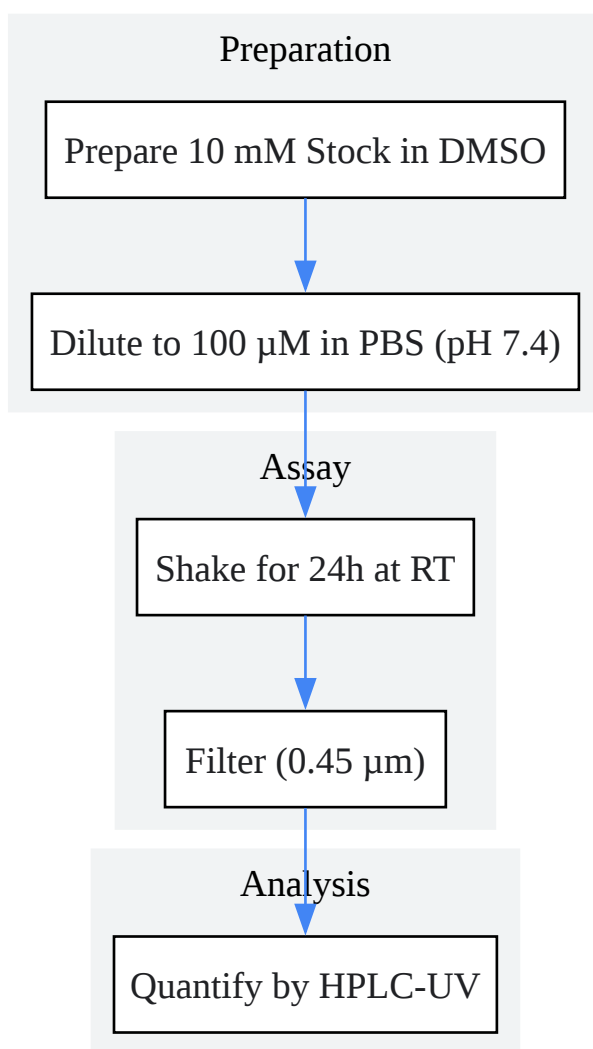 Preparation
Prepare 10 mM Stock in DMSO
Dilute to 100 µM in PBS (pH 7.4)
Assay
Shake for 24h at RT
Filter (0.45 µm)
Analysis
Quantify by HPLC-UV